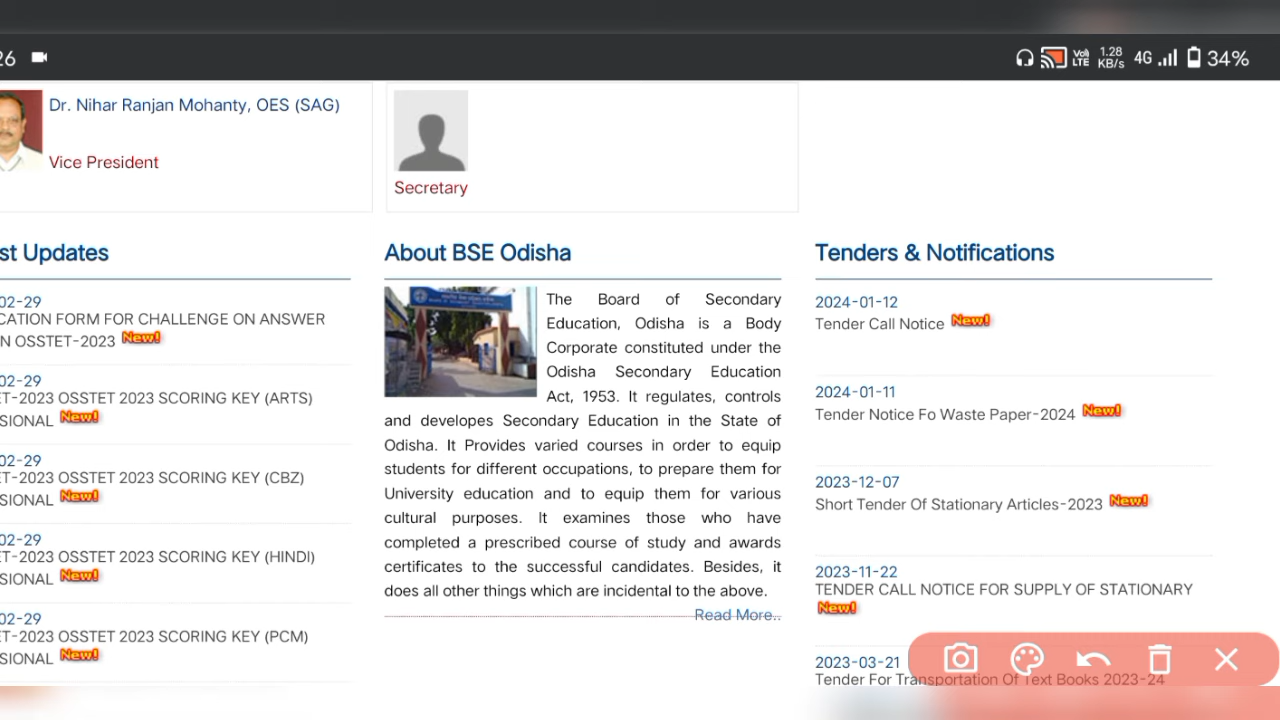 26
Vo)) LTE 1.28 KB/s 4G 34%
Dr. Nihar Ranjan Mohanty, OES (SAG)
Vice President
Secretary
st Updates
02-29
CATION FORM FOR CHALLENGE ON ANSWER
N OSSTET-2023 New!
02-29
ET-2023 OSSTET 2023 SCORING KEY (ARTS)
SIONAL New!
02-29
ET-2023 OSSTET 2023 SCORING KEY (CBZ)
SIONAL New!
02-29
ET-2023 OSSTET 2023 SCORING KEY (HINDI)
SIONAL New!
02-29
ET-2023 OSSTET 2023 SCORING KEY (PCM)
SIONAL New!
About BSE Odisha
The Board of Secondary
Education, Odisha is a Body
Corporate constituted under the
Odisha Secondary Education
Act, 1953. It regulates, controls
and developes Secondary Education in the State of
Odisha. It Provides varied courses in order to equip
students for different occupations, to prepare them for
University education and to equip them for various
cultural purposes. It examines those who have
completed a prescribed course of study and awards
certificates to the successful candidates. Besides, it
does all other things which are incidental to the above.
Read More..
Tenders & Notifications
2024-01-12
Tender Call Notice New!
2024-01-11
Tender Notice Fo Waste Paper-2024 New!
2023-12-07
Short Tender Of Stationary Articles-2023 New!
2023-11-22
TENDER CALL NOTICE FOR SUPPLY OF STATIONARY
New!
2023-03-21
Tender For Transportation Of Text Books 2023-24